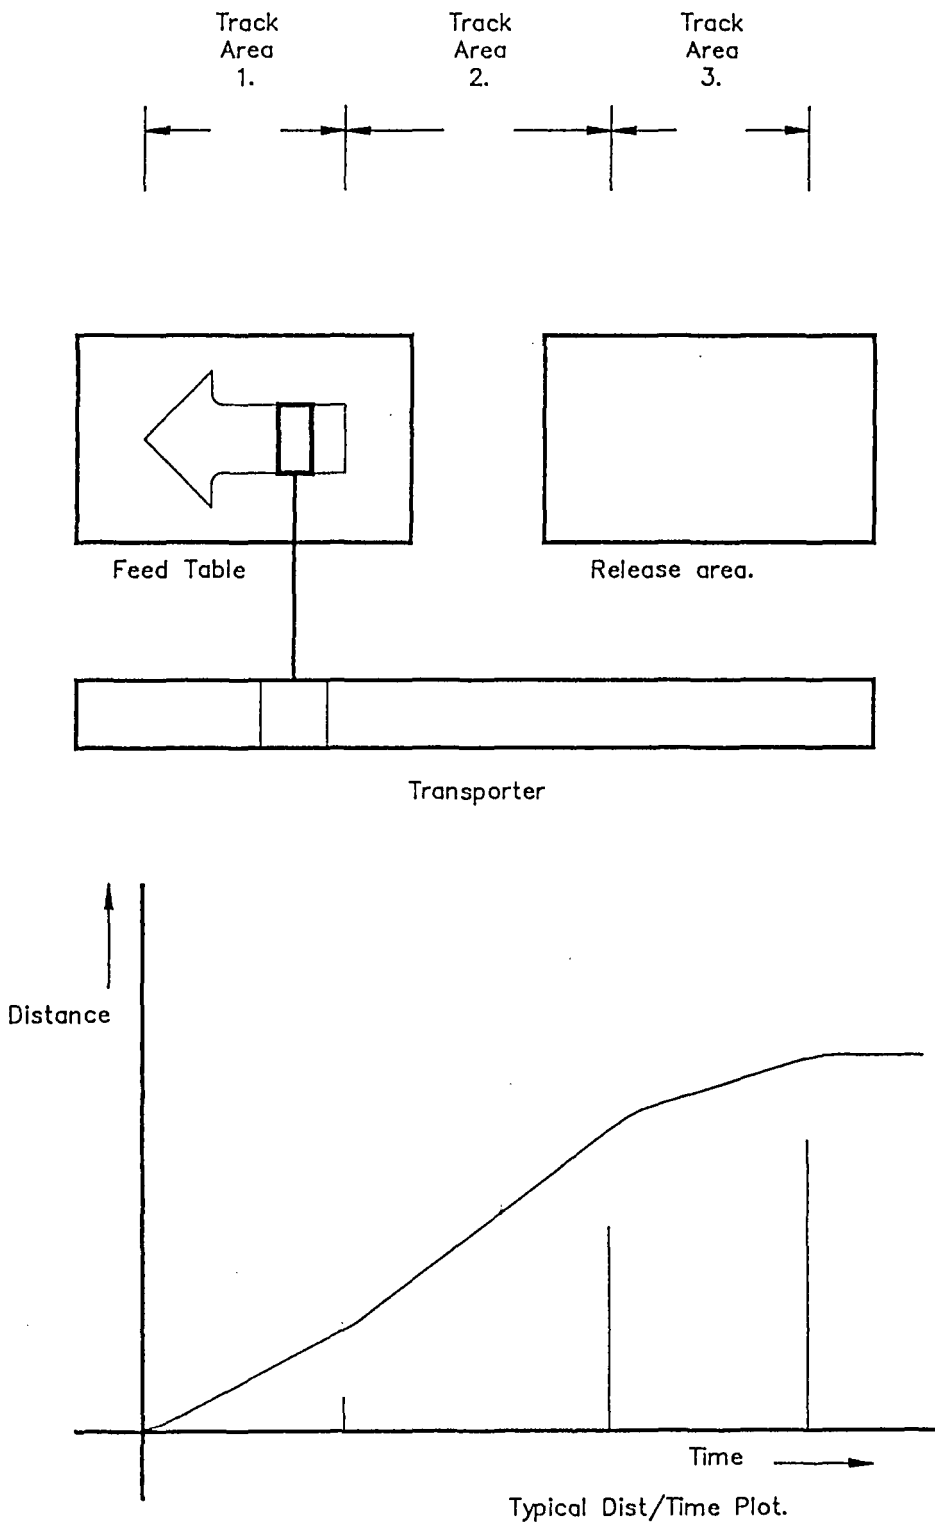 Track
Area
1.
Track
Area
2.
Track
Area
3.
Feed Table
Release area.
Transporter
Distance
Time
Typical Dist/Time Plot.